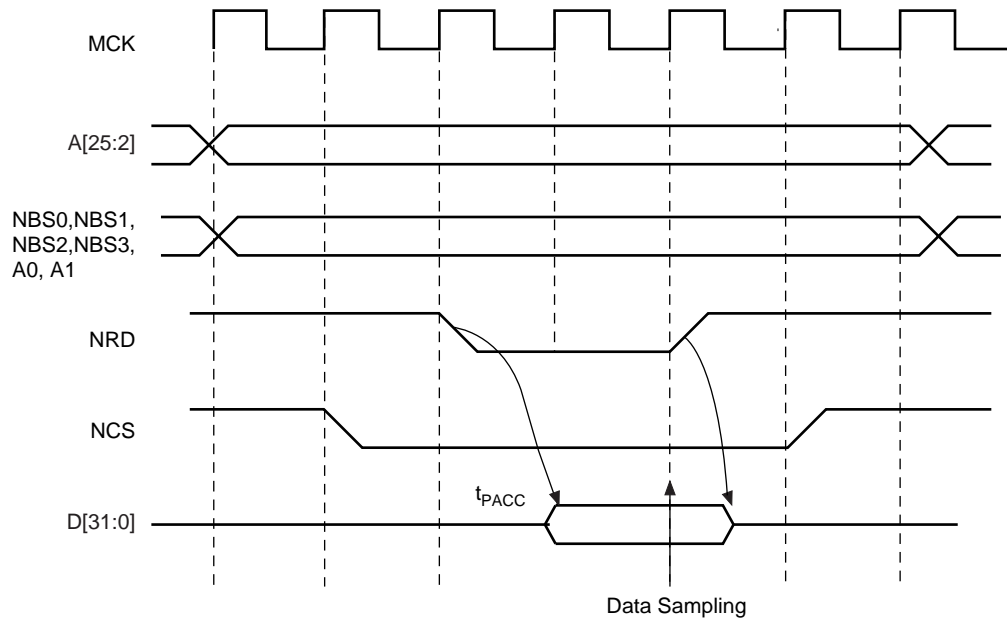 MCK
A[25:2]
NBS0,NBS1,
NBS2,NBS3,
A0, A1
NRD
NCS
tPACC
D[31:0]
Data Sampling